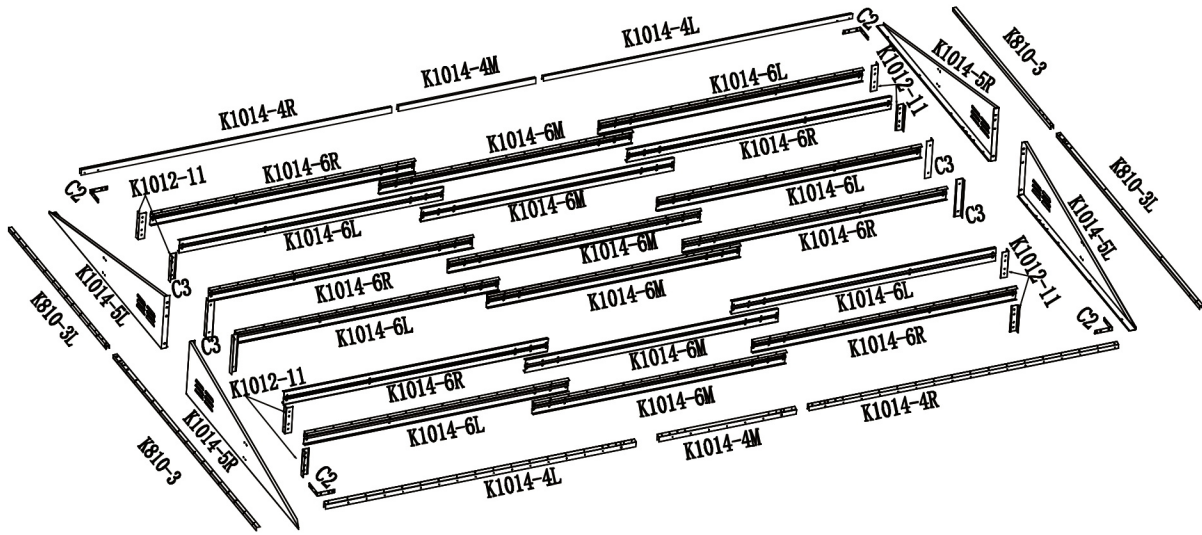 C2
K1014-4L
K810-3
K1014-4M
K1014-5R
K1014-4R
K1014-6L
K1012-11
K1014-6M
K1014-6R
C2
K1012-11
K1014-6R
K1014-6M
K1014-6L
C3
K810-3L
K1014-6L
K1014-6M
K1014-6R
C3
K1014-5L
C3
K1014-6R
K1014-6M
K1014-5L
K810-3L
K1014-6L
K1014-6M
K1014-6L
K1012-11
C2
C3
K1012-11
K1014-6R
K1014-6M
K1014-6R
K1014-5R
K810-3
K1014-6L
K1014-6M
K1014-4R
C2
K1014-4L
K1014-4M